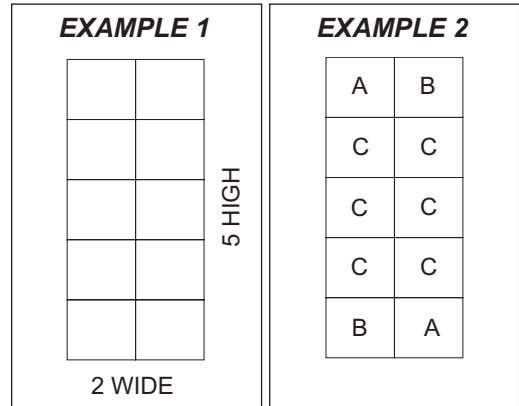 EXAMPLE 1
5 HIGH
2 WIDE
EXAMPLE 2
A B
C C
C C
C C
B A